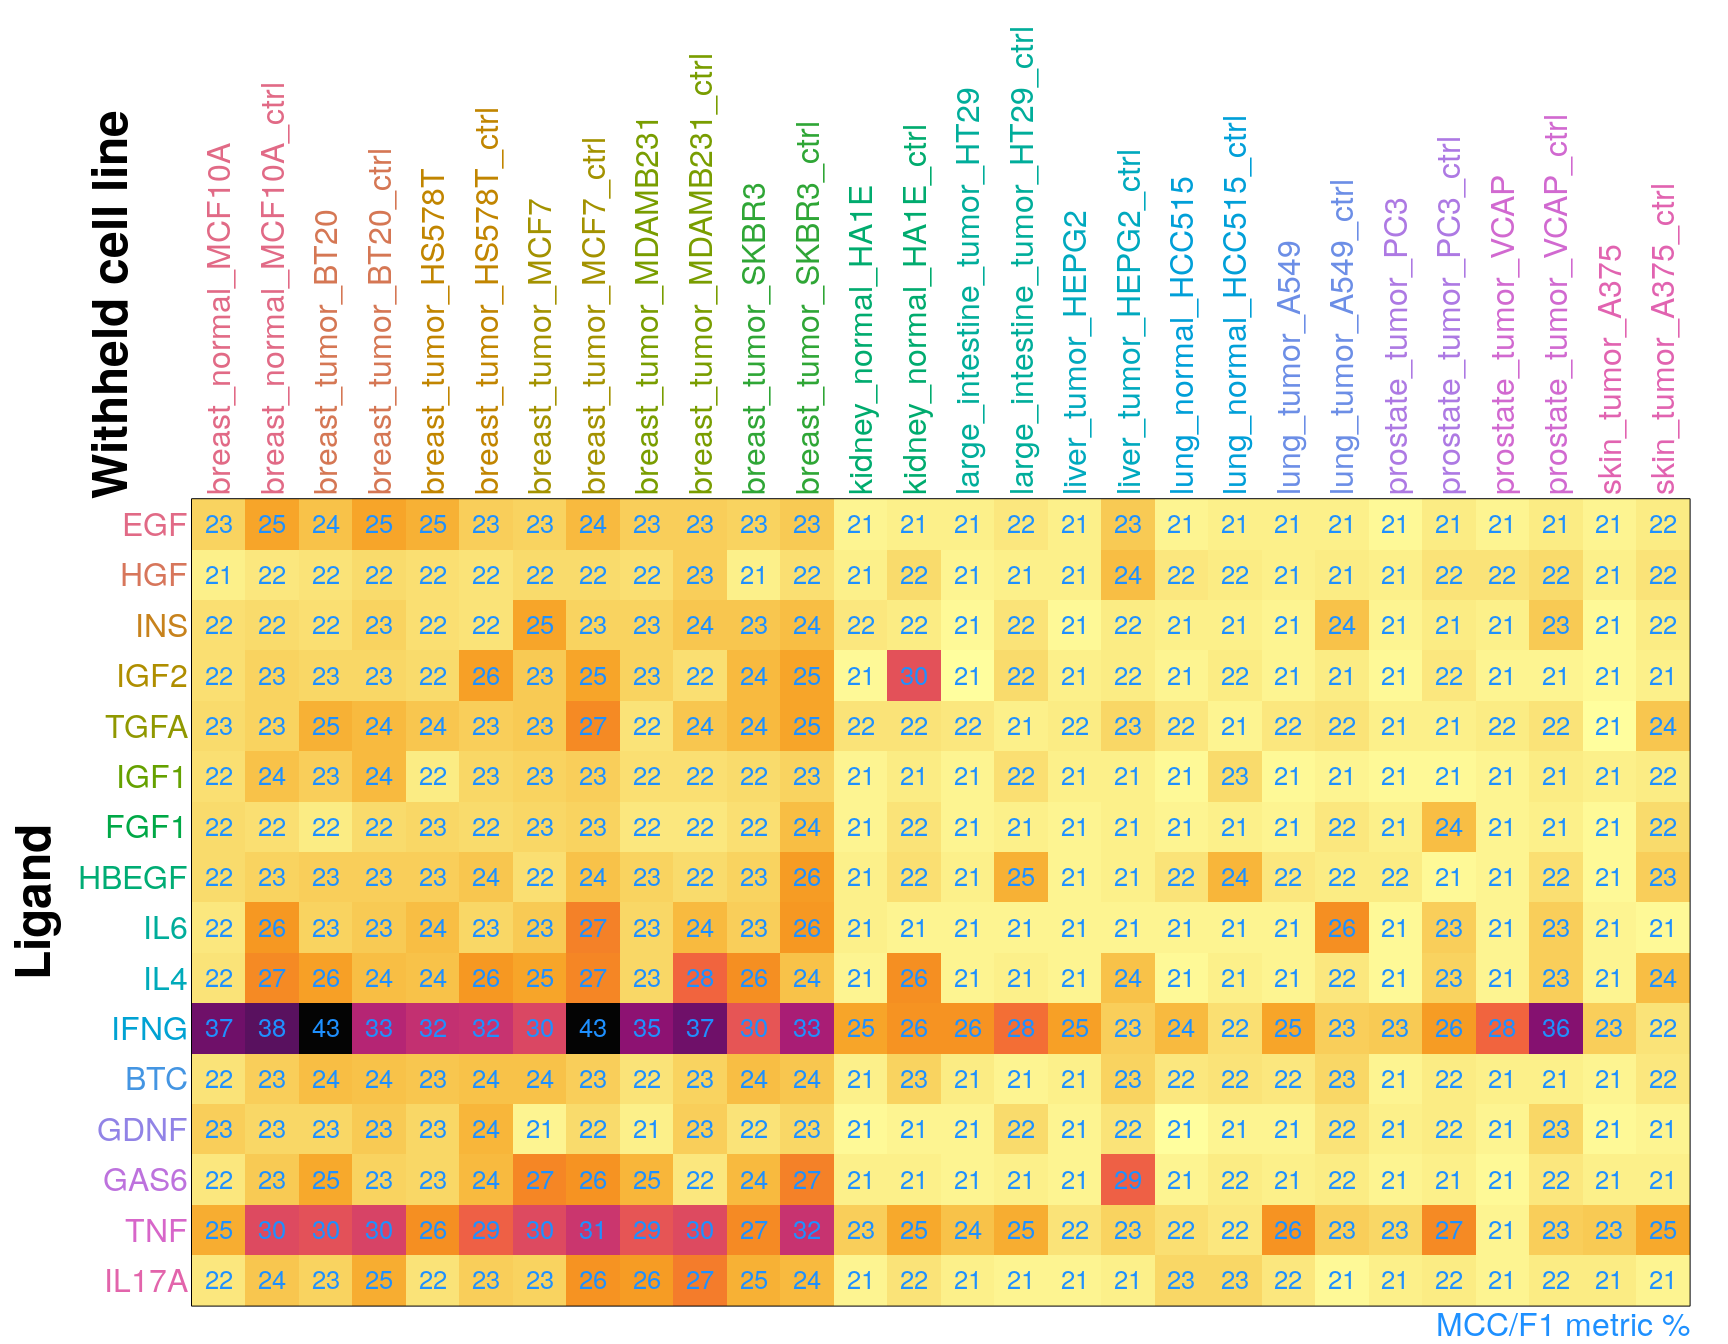 Withheld cell line
breast_normal_MCF10A
breast_normal_MCF10A_ctrl
breast_tumor_BT20
breast_tumor_BT20_ctrl
breast_tumor_HS578T
breast_tumor_HS578T_ctrl
breast_tumor_MCF7
breast_tumor_MCF7_ctrl
breast_tumor_MDAMB231
breast_tumor_MDAMB231_ctrl
breast_tumor_SKBR3
breast_tumor_SKBR3_ctrl
kidney_normal_HA1E
kidney_normal_HA1E_ctrl
large_intestine_tumor_HT29
large_intestine_tumor_HT29_ctrl
liver_tumor_HEPG2
liver_tumor_HEPG2_ctrl
lung_normal_HCC515
lung_normal_HCC515_ctrl
lung_tumor_A549
lung_tumor_A549_ctrl
prostate_tumor_PC3
prostate_tumor_PC3_ctrl
prostate_tumor_VCAP
prostate_tumor_VCAP_ctrl
skin_tumor_A375
skin_tumor_A375_ctrl
Ligand
EGF 23 25 24 25 25 23 23 24 23 23 23 23 21 21 21 22 21 23 21 21 21 21 21 21 21 21 21 22
HGF 21 22 22 22 22 22 22 22 22 23 21 22 21 22 21 21 21 24 22 22 21 21 21 22 22 22 21 22
INS 22 22 22 23 22 22 25 23 23 24 23 24 22 22 21 22 21 22 21 21 21 24 21 21 21 23 21 22
IGF2 22 23 23 23 22 26 23 25 23 22 24 25 21 30 21 22 21 22 21 22 21 21 21 22 21 21 21 21
TGFA 23 23 25 24 24 23 23 27 22 24 24 25 22 22 22 21 22 23 22 21 22 22 21 21 22 22 21 24
IGF1 22 24 23 24 22 23 23 23 22 22 22 23 21 21 21 22 21 21 21 23 21 21 21 21 21 21 21 22
FGF1 22 22 22 22 23 22 23 23 22 22 22 24 21 22 21 21 21 21 21 21 21 22 21 24 21 21 21 22
HBEGF 22 23 23 23 23 24 22 24 23 22 23 26 21 22 21 25 21 21 22 24 22 22 22 21 21 22 21 23
IL6 22 26 23 23 24 23 23 27 23 24 23 26 21 21 21 21 21 21 21 21 21 26 21 23 21 23 21 21
IL4 22 27 26 24 24 26 25 27 23 28 26 24 21 26 21 21 21 24 21 21 21 22 21 23 21 23 21 24
IFNG 37 38 43 33 32 32 30 43 35 37 30 33 25 26 26 28 25 23 24 22 25 23 23 26 28 36 23 22
BTC 22 23 24 24 23 24 24 23 22 23 24 24 21 23 21 21 21 23 22 22 22 23 21 22 21 21 21 22
GDNF 23 23 23 23 23 24 21 22 21 23 22 23 21 21 21 22 21 22 21 21 21 22 21 22 21 23 21 21
GAS6 22 23 25 23 23 24 27 26 25 22 24 27 21 21 21 21 21 29 21 22 21 22 21 21 21 22 21 21
TNF 25 30 30 30 26 29 30 31 29 30 27 32 23 25 24 25 22 23 22 22 26 23 23 27 21 23 23 25
IL17A 22 24 23 25 22 23 23 26 26 27 25 24 21 22 21 21 21 21 23 23 22 21 21 22 21 22 21 21
MCC/F1 metric %